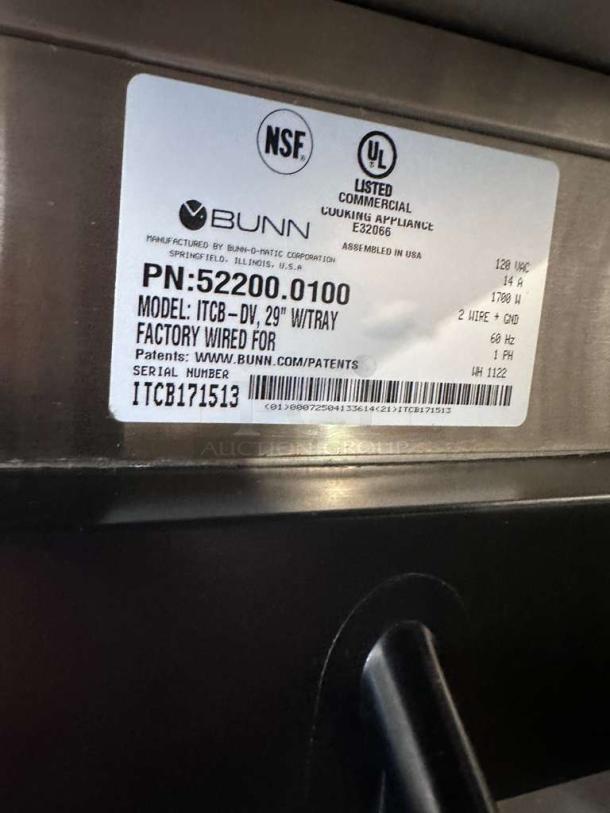 NSF®
UL
LISTED
COMMERCIAL
COOKING APPLIANCE
E32066
BUNN
MANUFACTURED BY BUNN-O-MATIC CORPORATION
SPRINGFIELD, ILLINOIS, U.S.A
ASSEMBLED IN USA
PN:52200.0100
MODEL: ITCB-DV, 29" W/TRAY
FACTORY WIRED FOR
120 VAC
14 A
1700 W
2 WIRE + GND
60 Hz
1 PH
Patents: WWW.BUNN.COM/PATENTS
WH 1122
SERIAL NUMBER
ITCB171513
(01)00072504133614(21)ITCB171513
AUCTION GROUP